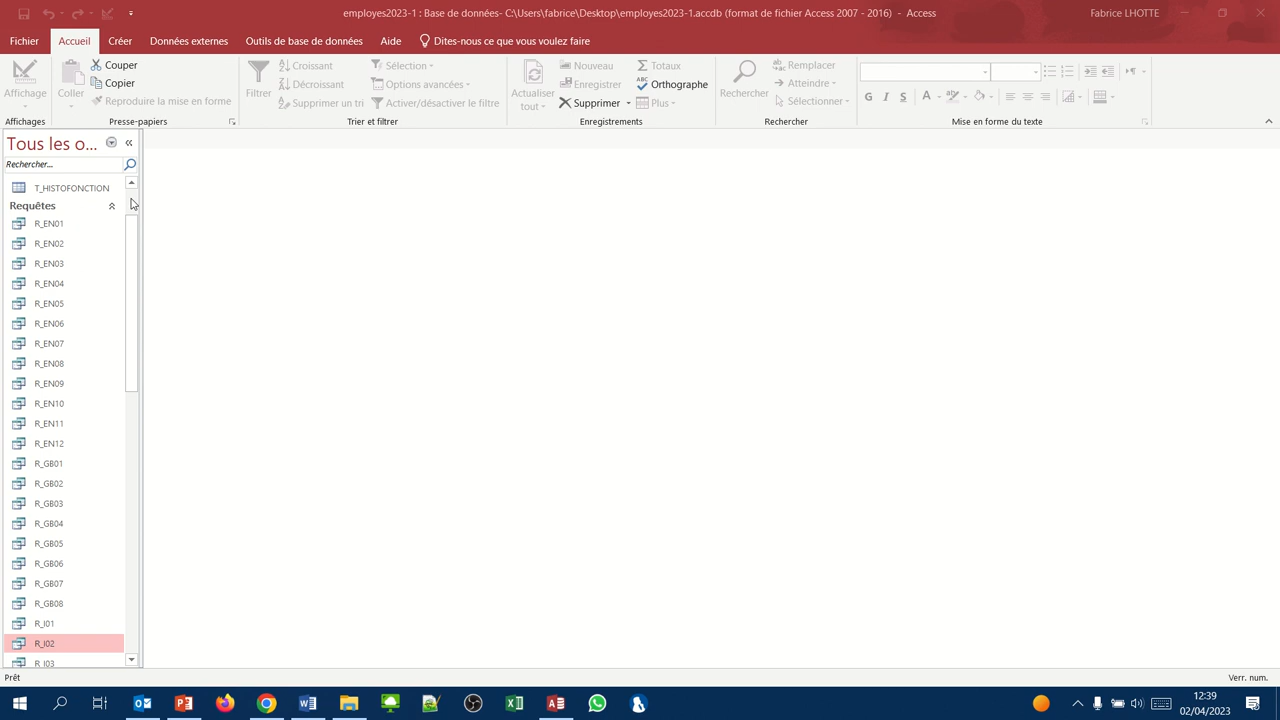 employes2023-1 : Base de données- C:\Users\fabrice\Desktop\employes2023-1.accdb (format de fichier Access 2007 - 2016) - Access
Fabrice LHOTTE
Fichier Accueil Créer Données externes Outils de base de données Aide Dites-nous ce que vous voulez faire
Affichage
Affichages
Coller
Couper
Copier
Reproduire la mise en forme
Presse-papiers
Filtrer
Croissant
Décroissant
Supprimer un tri
Sélection
Options avancées
Activer/désactiver le filtre
Trier et filtrer
Actualiser
tout
Nouveau
Enregistrer
Supprimer
Totaux
Orthographe
Plus
Enregistrements
Rechercher
Remplacer
Atteindre
Sélectionner
Rechercher
G I S A
Mise en forme du texte
Tous les o...
Rechercher...
T_HISTOFONCTION
Requêtes
R_EN01
R_EN02
R_EN03
R_EN04
R_EN05
R_EN06
R_EN07
R_EN08
R_EN09
R_EN10
R_EN11
R_EN12
R_GB01
R_GB02
R_GB03
R_GB04
R_GB05
R_GB06
R_GB07
R_GB08
R_I01
R_I02
R_I03
Prêt
Verr. num.
12:39
02/04/2023